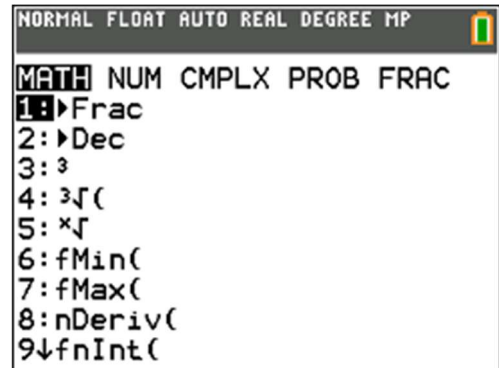 NORMAL FLOAT AUTO REAL DEGREE MP
MATH NUM CMPLX PROB FRAC
1:▶Frac
2:▶Dec
3:³
4:³√(
5:ˣ√
6:fMin(
7:fMax(
8:nDeriv(
9↓fnInt(